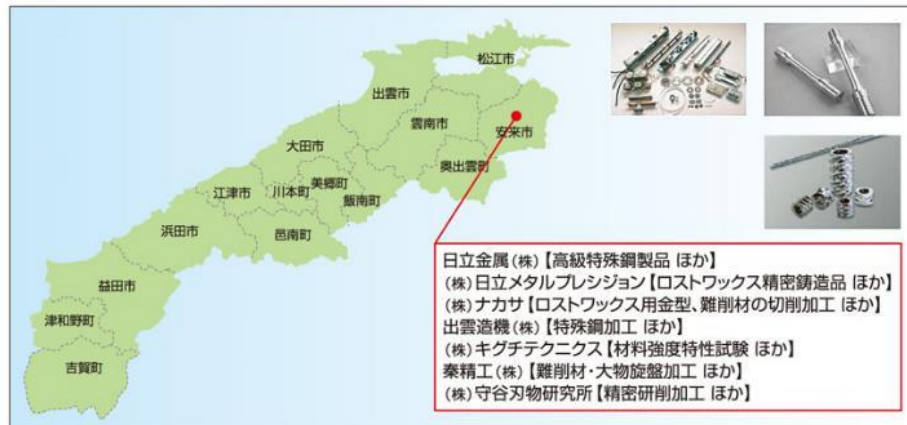 松江市
出雲市
雲南市
安来市
大田市
奥出雲町
美郷町
江津市
川本町
飯南町
浜田市
邑南町
益田市
津和野町
吉賀町
日立金属(株)【高級特殊鋼製品 ほか】
(株)日立メタルプレシジョン【ロストワックス精密鋳造品 ほか】
(株)ナカサ【ロストワックス用金型、難削材の切削加工 ほか】
出雲造機(株)【特殊鋼加工 ほか】
(株)キグチテクニクス【材料強度特性試験 ほか】
秦精工(株)【難削材・大物旋盤加工 ほか】
(株)守谷刃物研究所【精密研削加工 ほか】